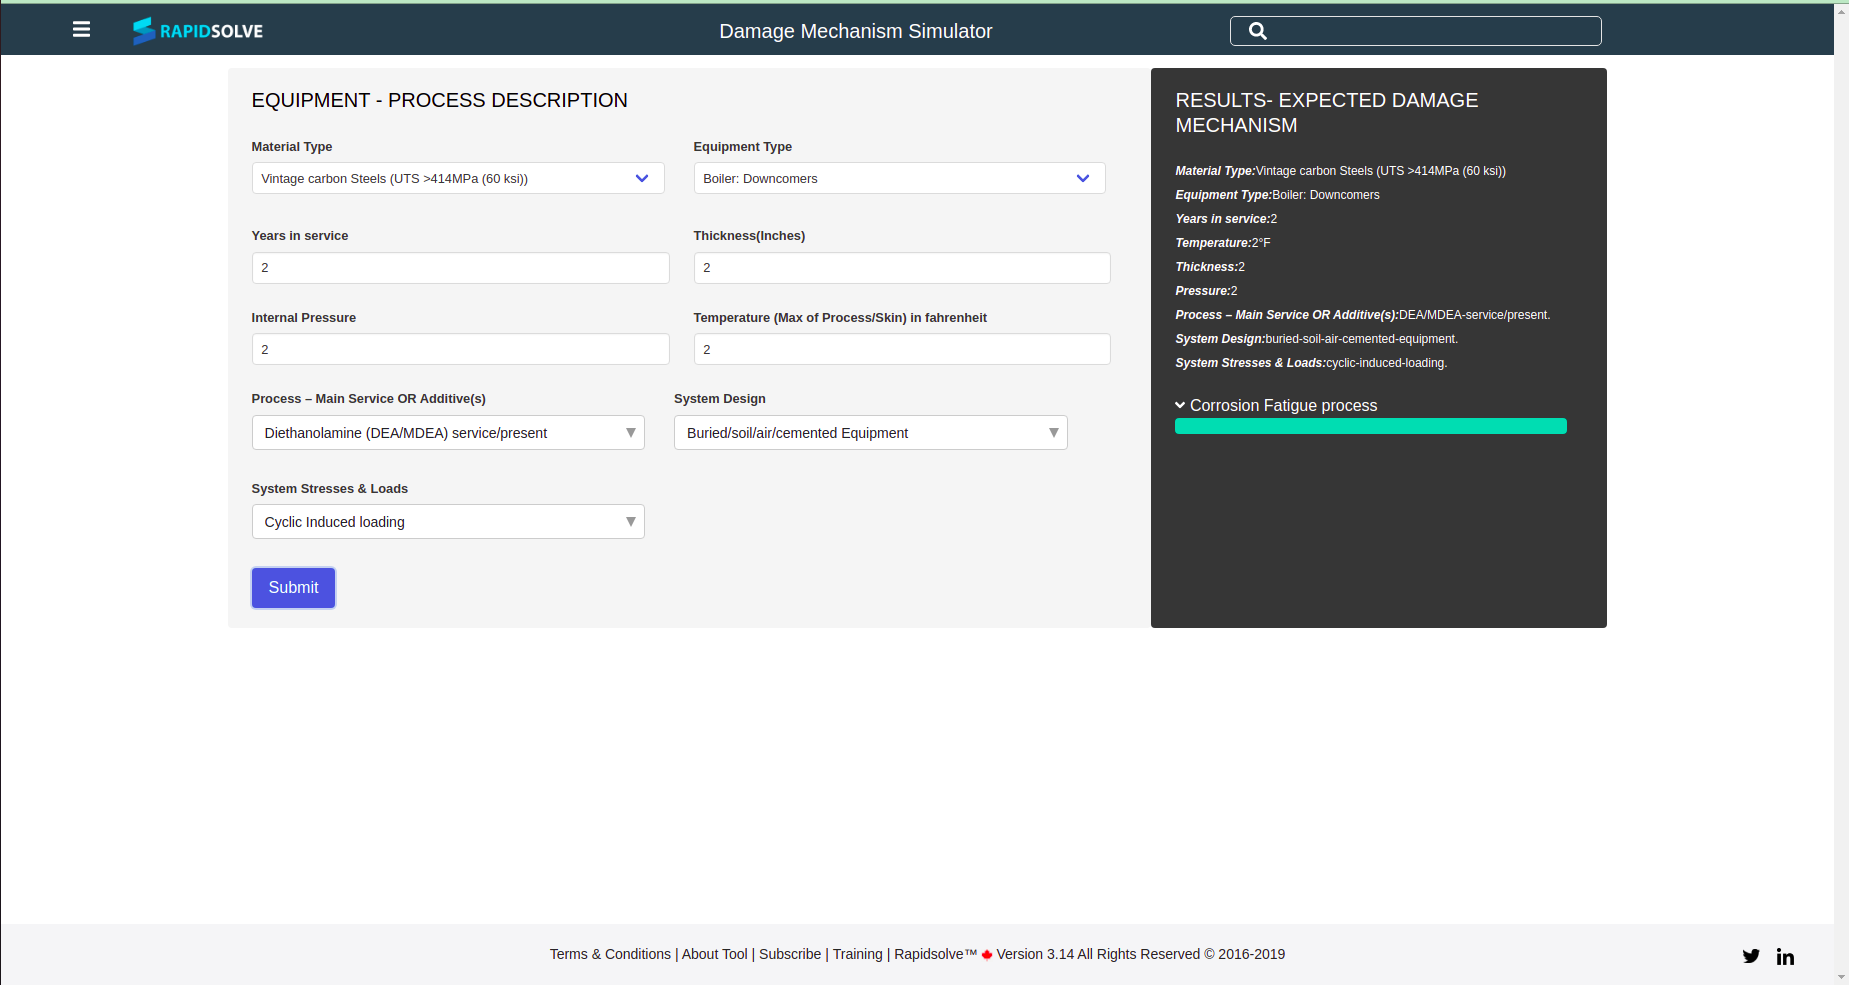 RAPIDSOLVE
Damage Mechanism Simulator
EQUIPMENT - PROCESS DESCRIPTION
Material Type
Equipment Type
Vintage carbon Steels (UTS >414MPa (60 ksi))
Boiler: Downcomers
Years in service
Thickness(Inches)
2
2
Internal Pressure
Temperature (Max of Process/Skin) in fahrenheit
2
2
Process – Main Service OR Additive(s)
System Design
Diethanolamine (DEA/MDEA) service/present
Buried/soil/air/cemented Equipment
System Stresses & Loads
Cyclic Induced loading
Submit
RESULTS- EXPECTED DAMAGE
MECHANISM
Material Type:Vintage carbon Steels (UTS >414MPa (60 ksi))
Equipment Type:Boiler: Downcomers
Years in service:2
Temperature:2°F
Thickness:2
Pressure:2
Process – Main Service OR Additive(s):DEA/MDEA-service/present.
System Design:buried-soil-air-cemented-equipment.
System Stresses & Loads:cyclic-induced-loading.
Corrosion Fatigue process
Terms & Conditions | About Tool | Subscribe | Training | Rapidsolve™ Version 3.14 All Rights Reserved © 2016-2019